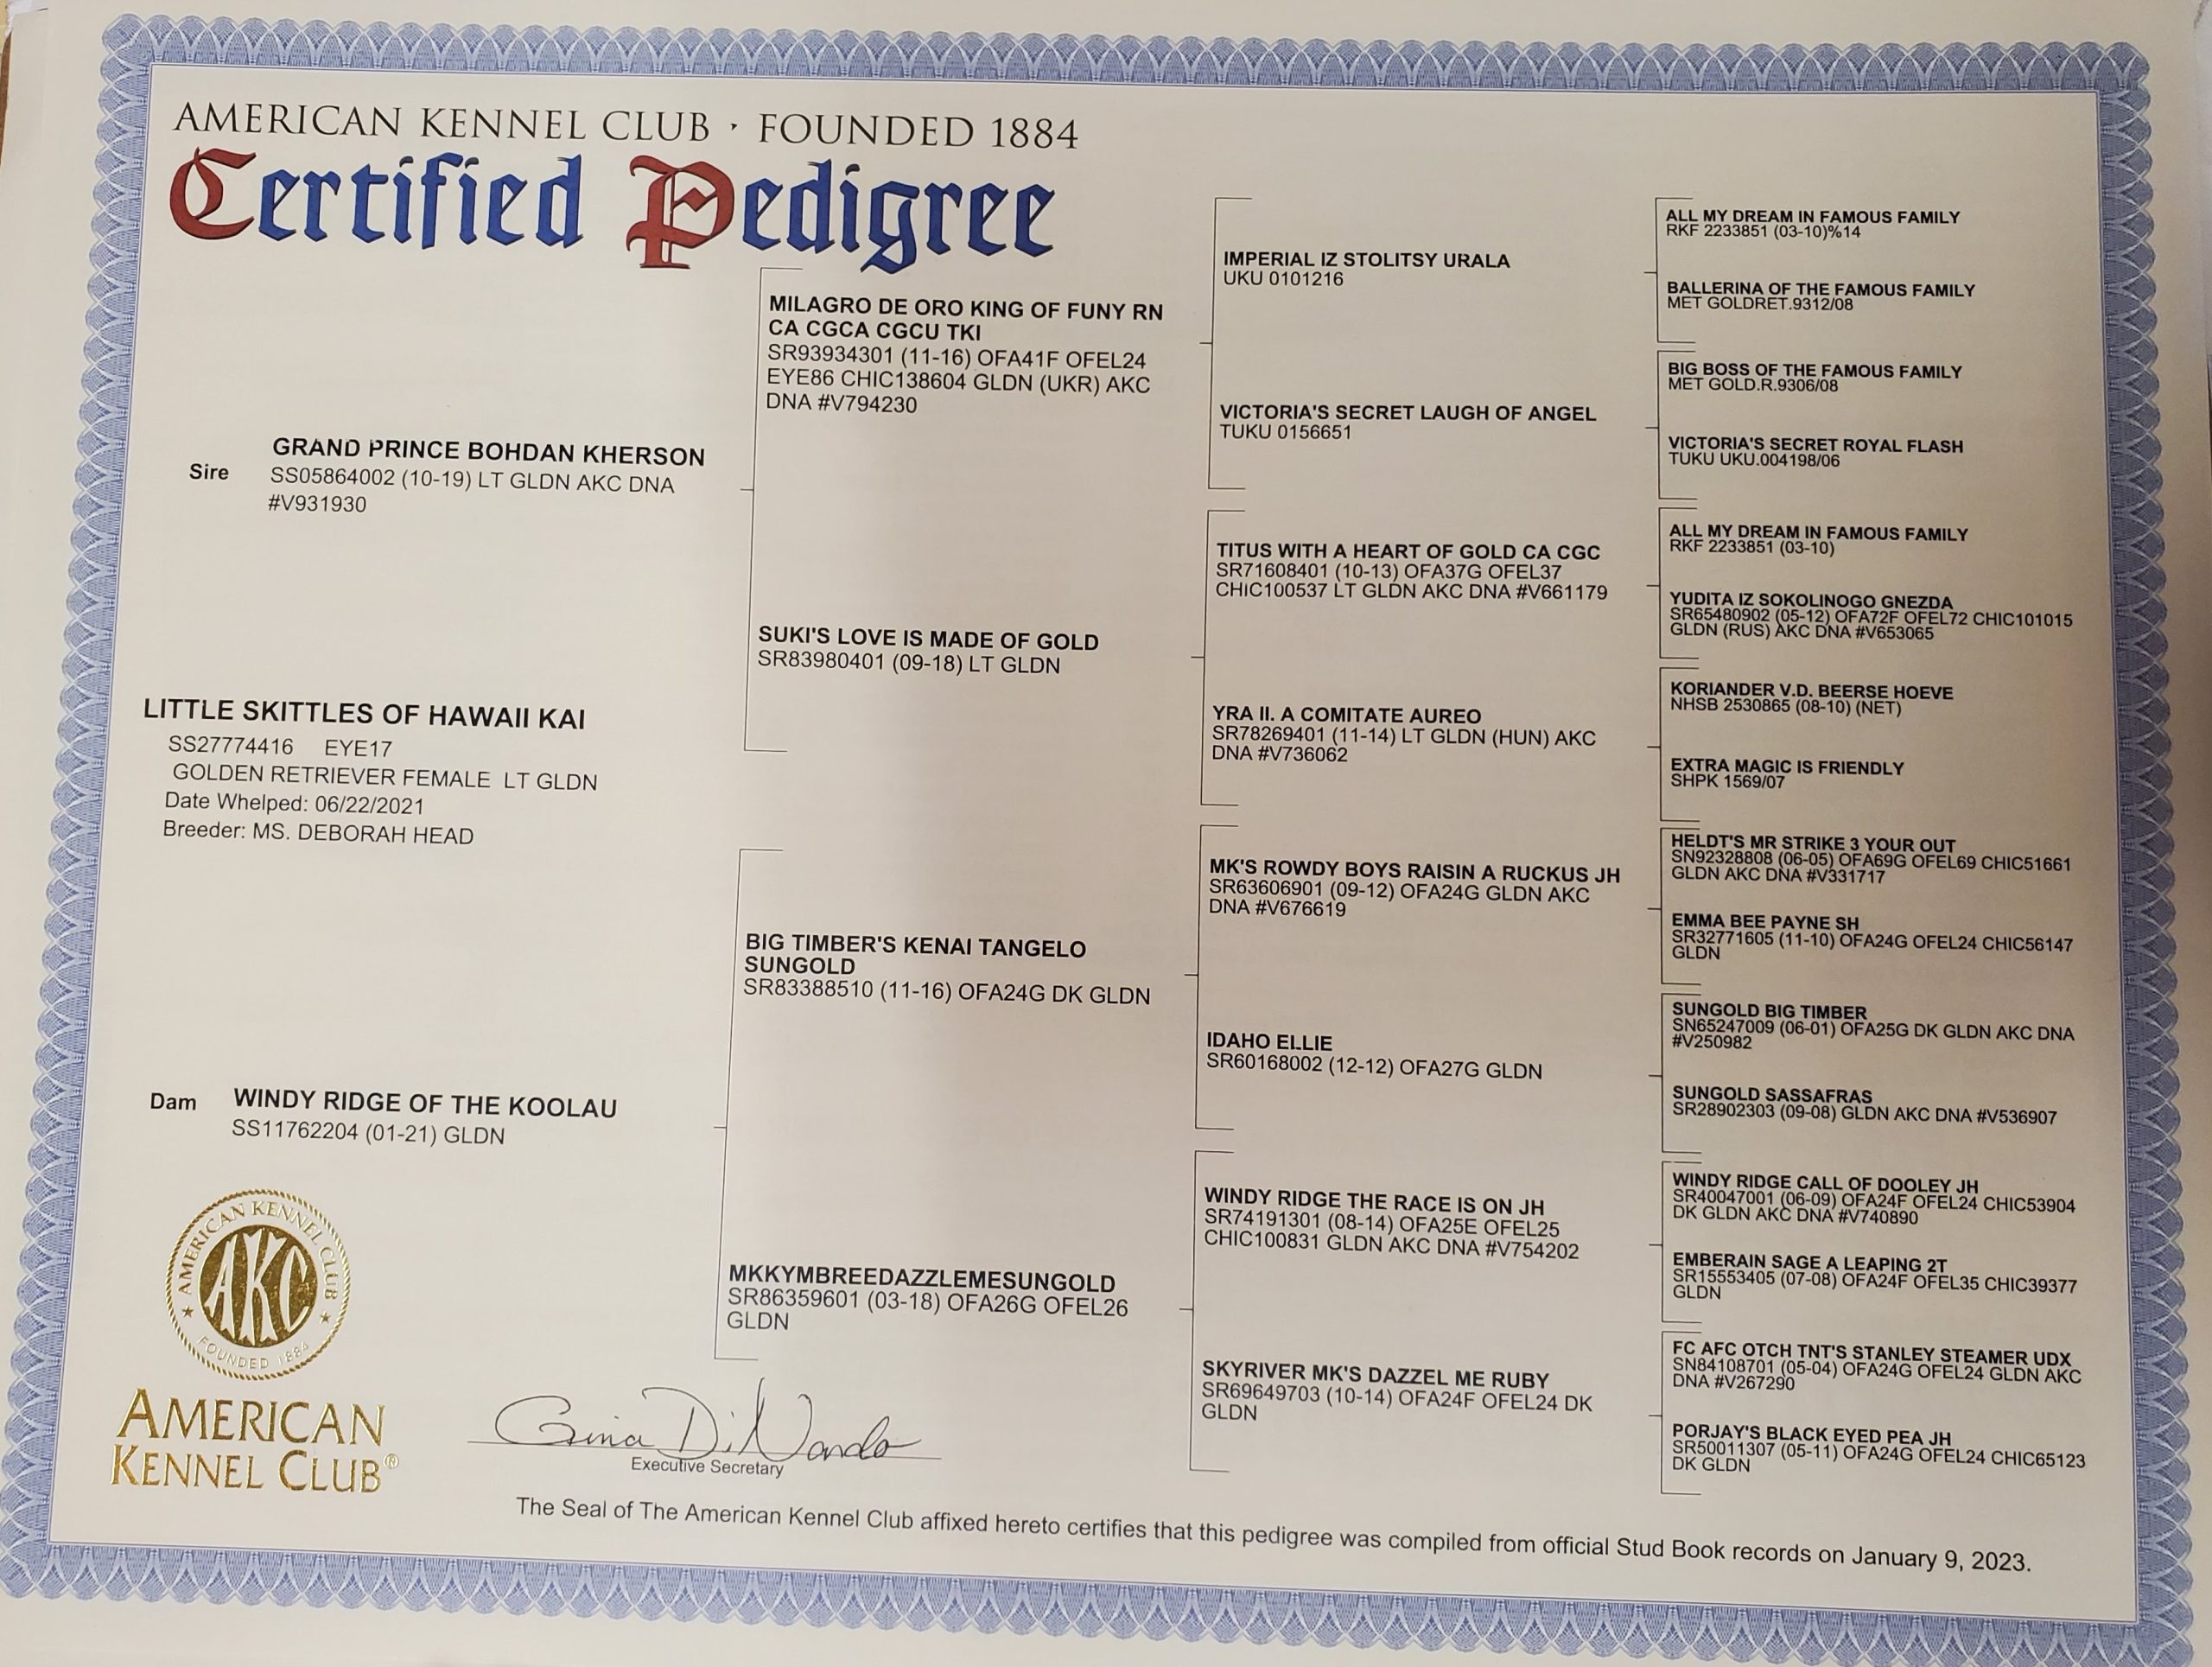 AMERICAN KENNEL CLUB · FOUNDED 1884
Certified Pedigree
Sire
GRAND PRINCE BOHDAN KHERSON
SS05864002 (10-19) LT GLDN AKC DNA
#V931930
LITTLE SKITTLES OF HAWAII KAI
SS27774416 EYE17
GOLDEN RETRIEVER FEMALE LT GLDN
Date Whelped: 06/22/2021
Breeder: MS. DEBORAH HEAD
Dam
WINDY RIDGE OF THE KOOLAU
SS11762204 (01-21) GLDN
MILAGRO DE ORO KING OF FUNY RN
CA CGCA CGCU TKI
SR93934301 (11-16) OFA41F OFEL24
EYE86 CHIC138604 GLDN (UKR) AKC
DNA #V794230
SUKI'S LOVE IS MADE OF GOLD
SR83980401 (09-18) LT GLDN
BIG TIMBER'S KENAI TANGELO
SUNGOLD
SR83388510 (11-16) OFA24G DK GLDN
MKKYMBREEDAZZLEMESUNGOLD
SR86359601 (03-18) OFA26G OFEL26
GLDN
IMPERIAL IZ STOLITSY URALA
UKU 0101216
VICTORIA'S SECRET LAUGH OF ANGEL
TUKU 0156651
TITUS WITH A HEART OF GOLD CA CGC
SR71608401 (10-13) OFA37G OFEL37
CHIC100537 LT GLDN AKC DNA #V661179
YRA II. A COMITATE AUREO
SR78269401 (11-14) LT GLDN (HUN) AKC
DNA #V736062
MK'S ROWDY BOYS RAISIN A RUCKUS JH
SR63606901 (09-12) OFA24G GLDN AKC
DNA #V676619
IDAHO ELLIE
SR60168002 (12-12) OFA27G GLDN
WINDY RIDGE THE RACE IS ON JH
SR74191301 (08-14) OFA25E OFEL25
CHIC100831 GLDN AKC DNA #V754202
SKYRIVER MK'S DAZZEL ME RUBY
SR69649703 (10-14) OFA24F OFEL24 DK
GLDN
ALL MY DREAM IN FAMOUS FAMILY
RKF 2233851 (03-10)%14
BALLERINA OF THE FAMOUS FAMILY
MET GOLDRET.9312/08
BIG BOSS OF THE FAMOUS FAMILY
MET GOLD.R.9306/08
VICTORIA'S SECRET ROYAL FLASH
TUKU UKU.004198/06
ALL MY DREAM IN FAMOUS FAMILY
RKF 2233851 (03-10)
YUDITA IZ SOKOLINOGO GNEZDA
SR65480902 (05-12) OFA72F OFEL72 CHIC101015
GLDN (RUS) AKC DNA #V653065
KORIANDER V.D. BEERSE HOEVE
NHSB 2530865 (08-10) (NET)
EXTRA MAGIC IS FRIENDLY
SHPK 1569/07
HELDT'S MR STRIKE 3 YOUR OUT
SN92328808 (06-05) OFA69G OFEL69 CHIC51661
GLDN AKC DNA #V331717
EMMA BEE PAYNE SH
SR32771605 (11-10) OFA24G OFEL24 CHIC56147
GLDN
SUNGOLD BIG TIMBER
SN65247009 (06-01) OFA25G DK GLDN AKC DNA
#V250982
SUNGOLD SASSAFRAS
SR28902303 (09-08) GLDN AKC DNA #V536907
WINDY RIDGE CALL OF DOOLEY JH
SR40047001 (06-09) OFA24F OFEL24 CHIC53904
DK GLDN AKC DNA #V740890
EMBERAIN SAGE A LEAPING 2T
SR15553405 (07-08) OFA24F OFEL35 CHIC39377
GLDN
FC AFC OTCH TNT'S STANLEY STEAMER UDX
SN84108701 (05-04) OFA24G OFEL24 GLDN AKC
DNA #V267290
PORJAY'S BLACK EYED PEA JH
SR50011307 (05-11) OFA24G OFEL24 CHIC65123
DK GLDN
AMERICAN KENNEL CLUB
AKC
FOUNDED 1884
AMERICAN
KENNEL CLUB®
Gina DiNardo
Executive Secretary
The Seal of The American Kennel Club affixed hereto certifies that this pedigree was compiled from official Stud Book records on January 9, 2023.